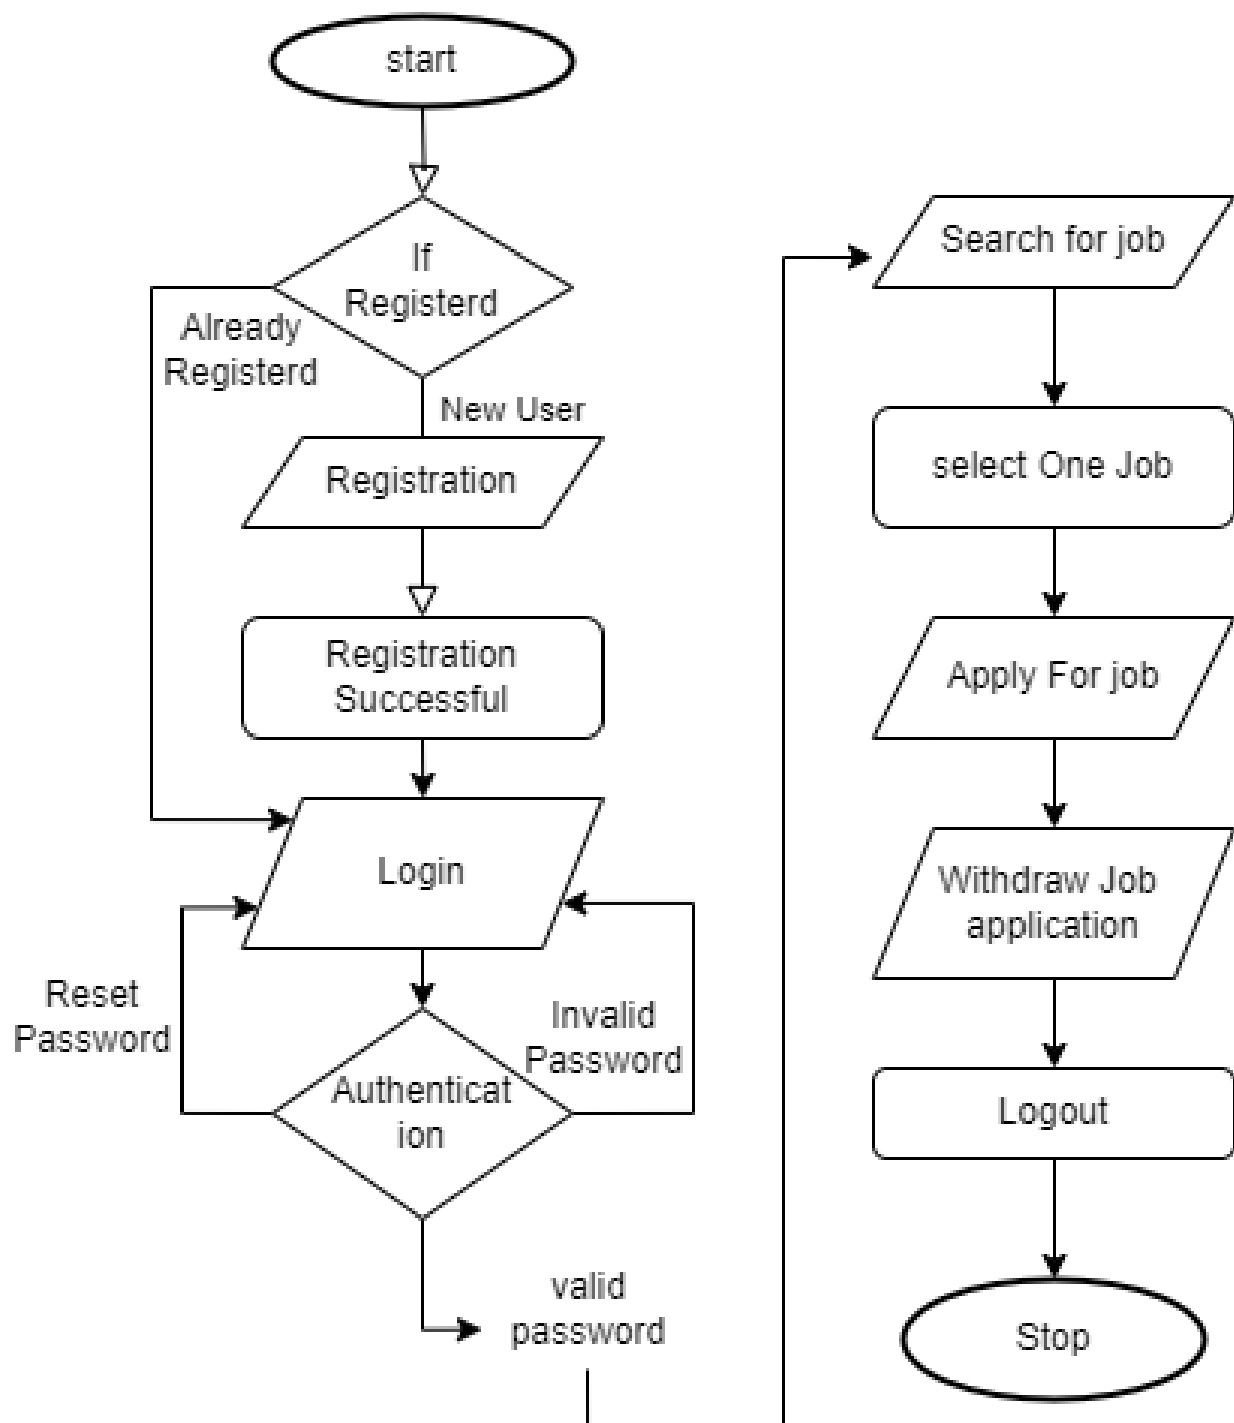 start
If
Registerd
Already
Registerd
New User
Registration
Registration
Successful
Login
Reset
Password
Invalid
Password
Authenticat
ion
valid
password
Search for job
select One Job
Apply For job
Withdraw Job
application
Logout
Stop